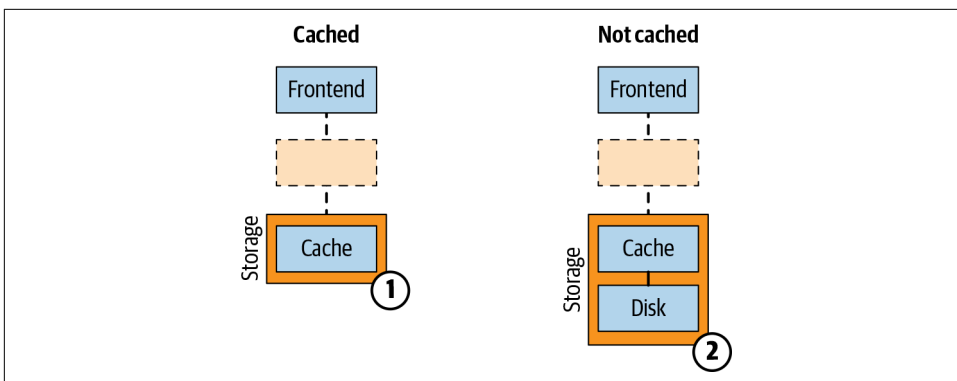 Cached
Frontend
Storage
Cache
1
Not cached
Frontend
Storage
Cache
Disk
2